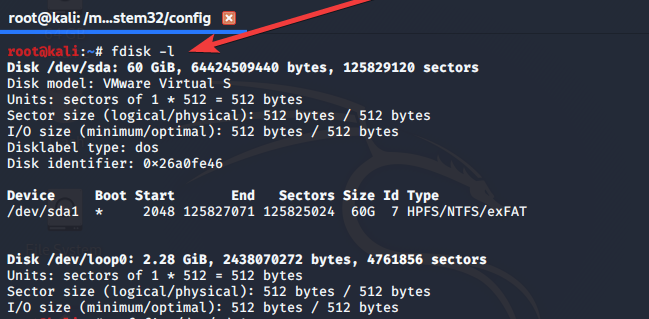 root@kali: /m...stem32/config
root@kali:~# fdisk -l
Disk /dev/sda: 60 GiB, 64424509440 bytes, 125829120 sectors
Disk model: VMware Virtual S
Units: sectors of 1 * 512 = 512 bytes
Sector size (logical/physical): 512 bytes / 512 bytes
I/O size (minimum/optimal): 512 bytes / 512 bytes
Disklabel type: dos
Disk identifier: 0x26a0fe46
Device     Boot Start       End   Sectors Size Id Type
/dev/sda1  *     2048 125827071 125825024  60G  7 HPFS/NTFS/exFAT
Disk /dev/loop0: 2.28 GiB, 2438070272 bytes, 4761856 sectors
Units: sectors of 1 * 512 = 512 bytes
Sector size (logical/physical): 512 bytes / 512 bytes
I/O size (minimum/optimal): 512 bytes / 512 bytes